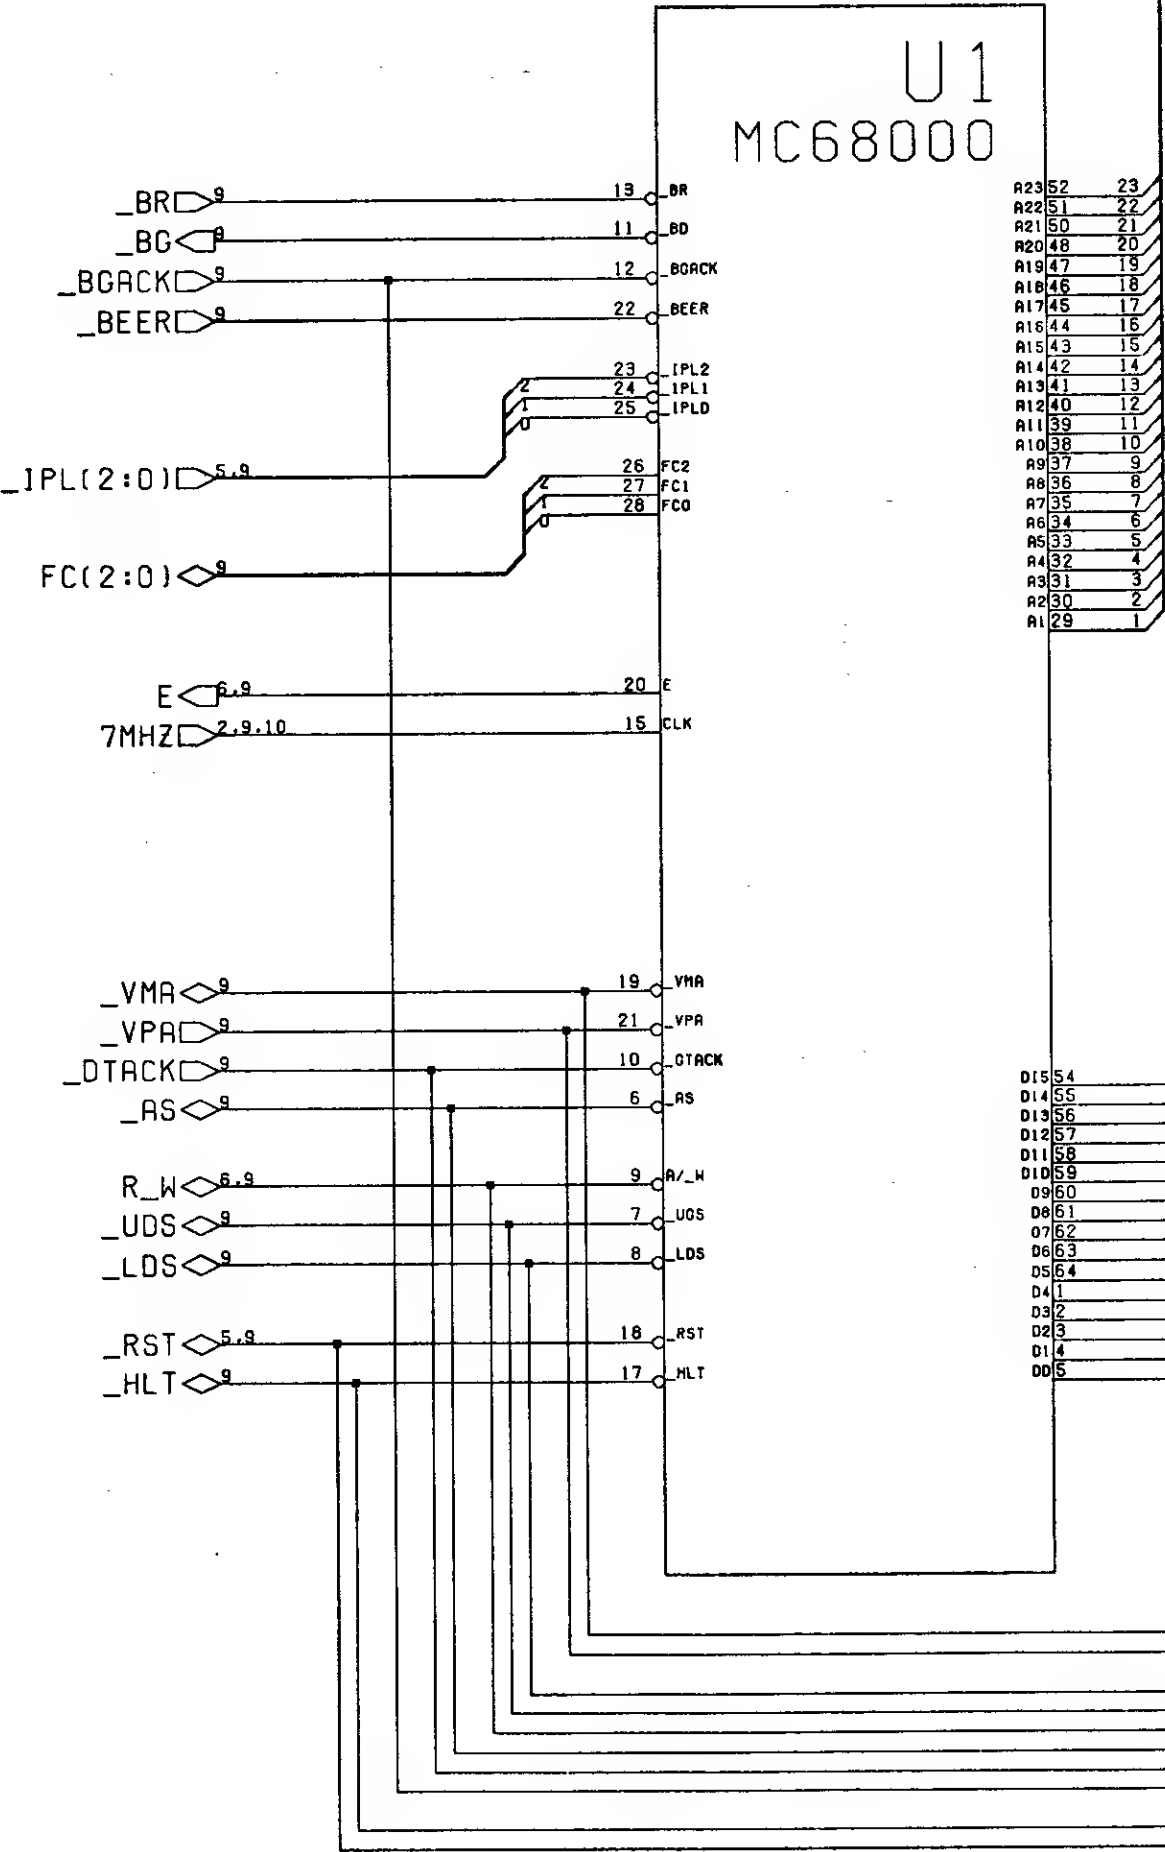 U1
MC68000
_BR 9 13 _BR
_BG 9 11 _BD
_BGACK 9 12 _BGACK
_BEER 9 22 _BEER
2 23 _IPL2
1 24 _IPL1
0 25 _IPLD
_IPL(2:0) 5,9
2 26 FC2
1 27 FC1
0 28 FC0
FC(2:0) 9
E 6,9 20 E
7MHZ 2,9,10 15 CLK
_VMA 9 19 _VMA
_VPA 9 21 _VPA
_DTACK 9 10 _DTACK
_AS 9 6 _AS
R_W 6,9 9 R/_W
_UDS 9 7 _UDS
_LDS 9 8 _LDS
_RST 5,9 18 _RST
_HLT 9 17 _HLT
A23 52 23
A22 51 22
A21 50 21
A20 48 20
A19 47 19
A18 46 18
A17 45 17
A16 44 16
A15 43 15
A14 42 14
A13 41 13
A12 40 12
A11 39 11
A10 38 10
A9 37 9
A8 36 8
A7 35 7
A6 34 6
A5 33 5
A4 32 4
A3 31 3
A2 30 2
A1 29 1
D15 54
D14 55
D13 56
D12 57
D11 58
D10 59
D9 60
D8 61
D7 62
D6 63
D5 64
D4 1
D3 2
D2 3
D1 4
DD 5